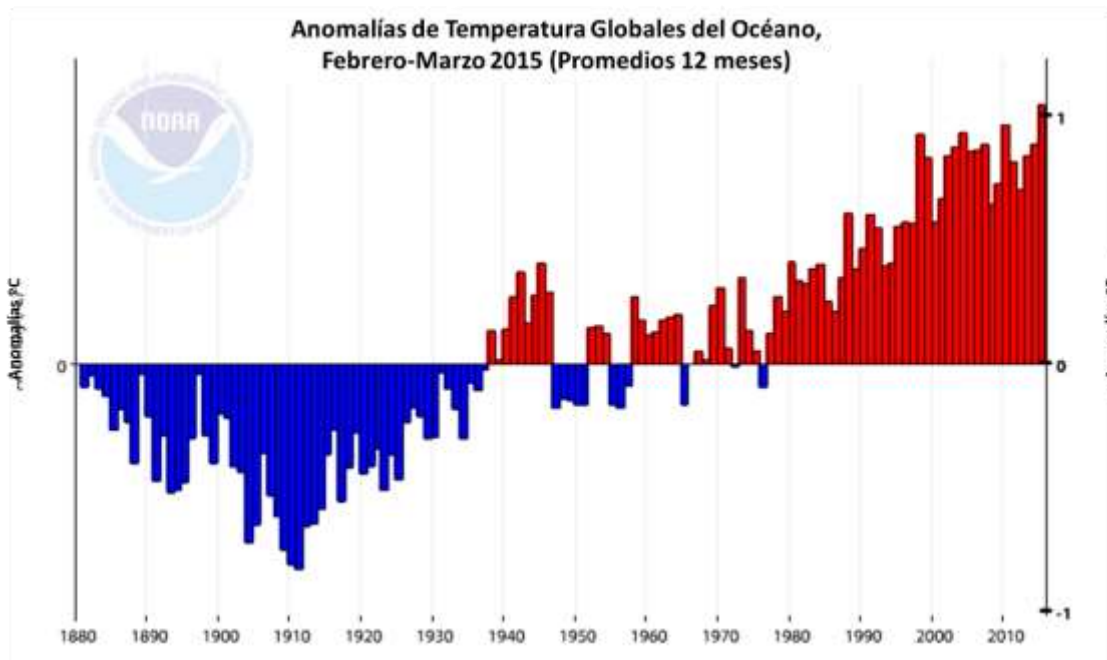 Anomalías de Temperatura Globales del Océano,
Febrero-Marzo 2015 (Promedios 12 meses)
NOAA
Anomalías ºC
0
1
0
-1
1880 1890 1900 1910 1920 1930 1940 1950 1960 1970 1980 1990 2000 2010